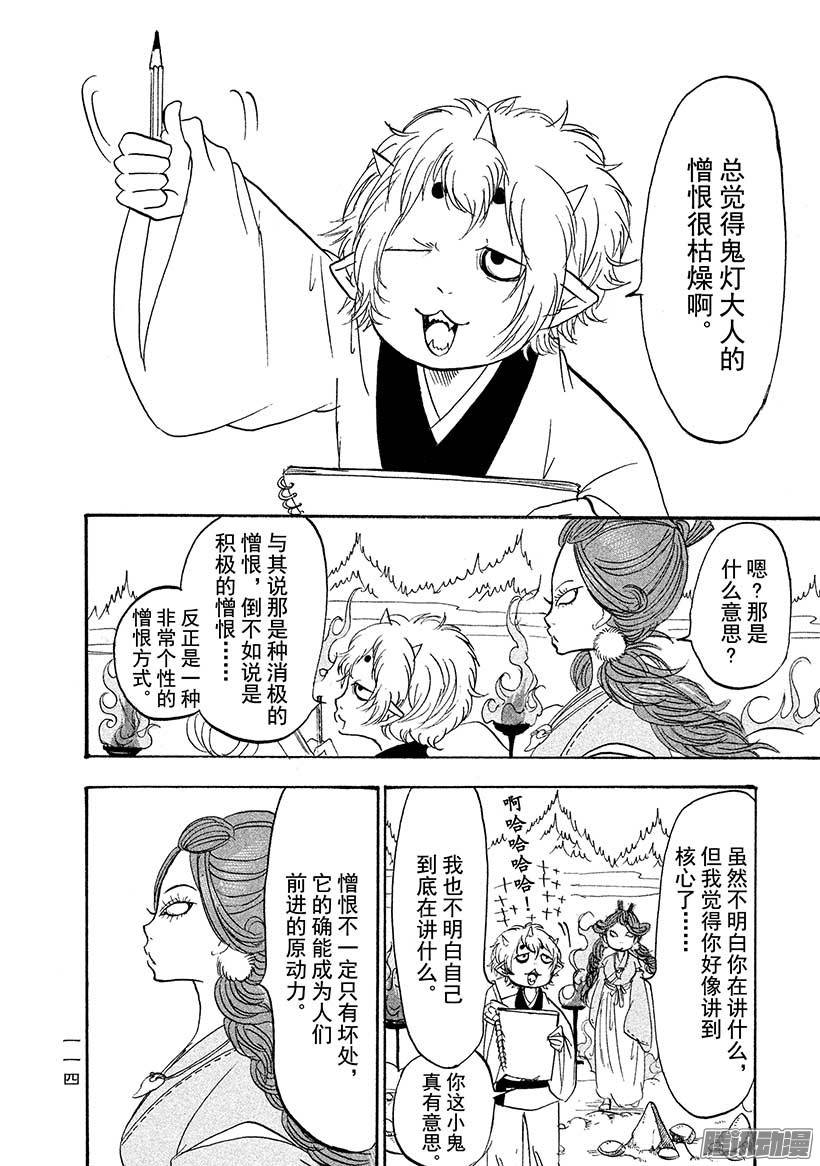 总觉得鬼灯大人的
憎恨很枯燥啊。
嗯？那是
什么意思？
与其说那是种消极的
憎恨，倒不如说是
积极的憎恨……
反正是一种
非常个性的
憎恨方式。
虽然不明白你在讲什么，
但我觉得你好像讲到
核心了……
啊哈哈哈哈！
我也不明白自己
到底在讲什么。
你这小鬼
真有意思。
憎恨不一定只有坏处，
它的确能成为人们
前进的原动力。
一一四
腾讯动漫